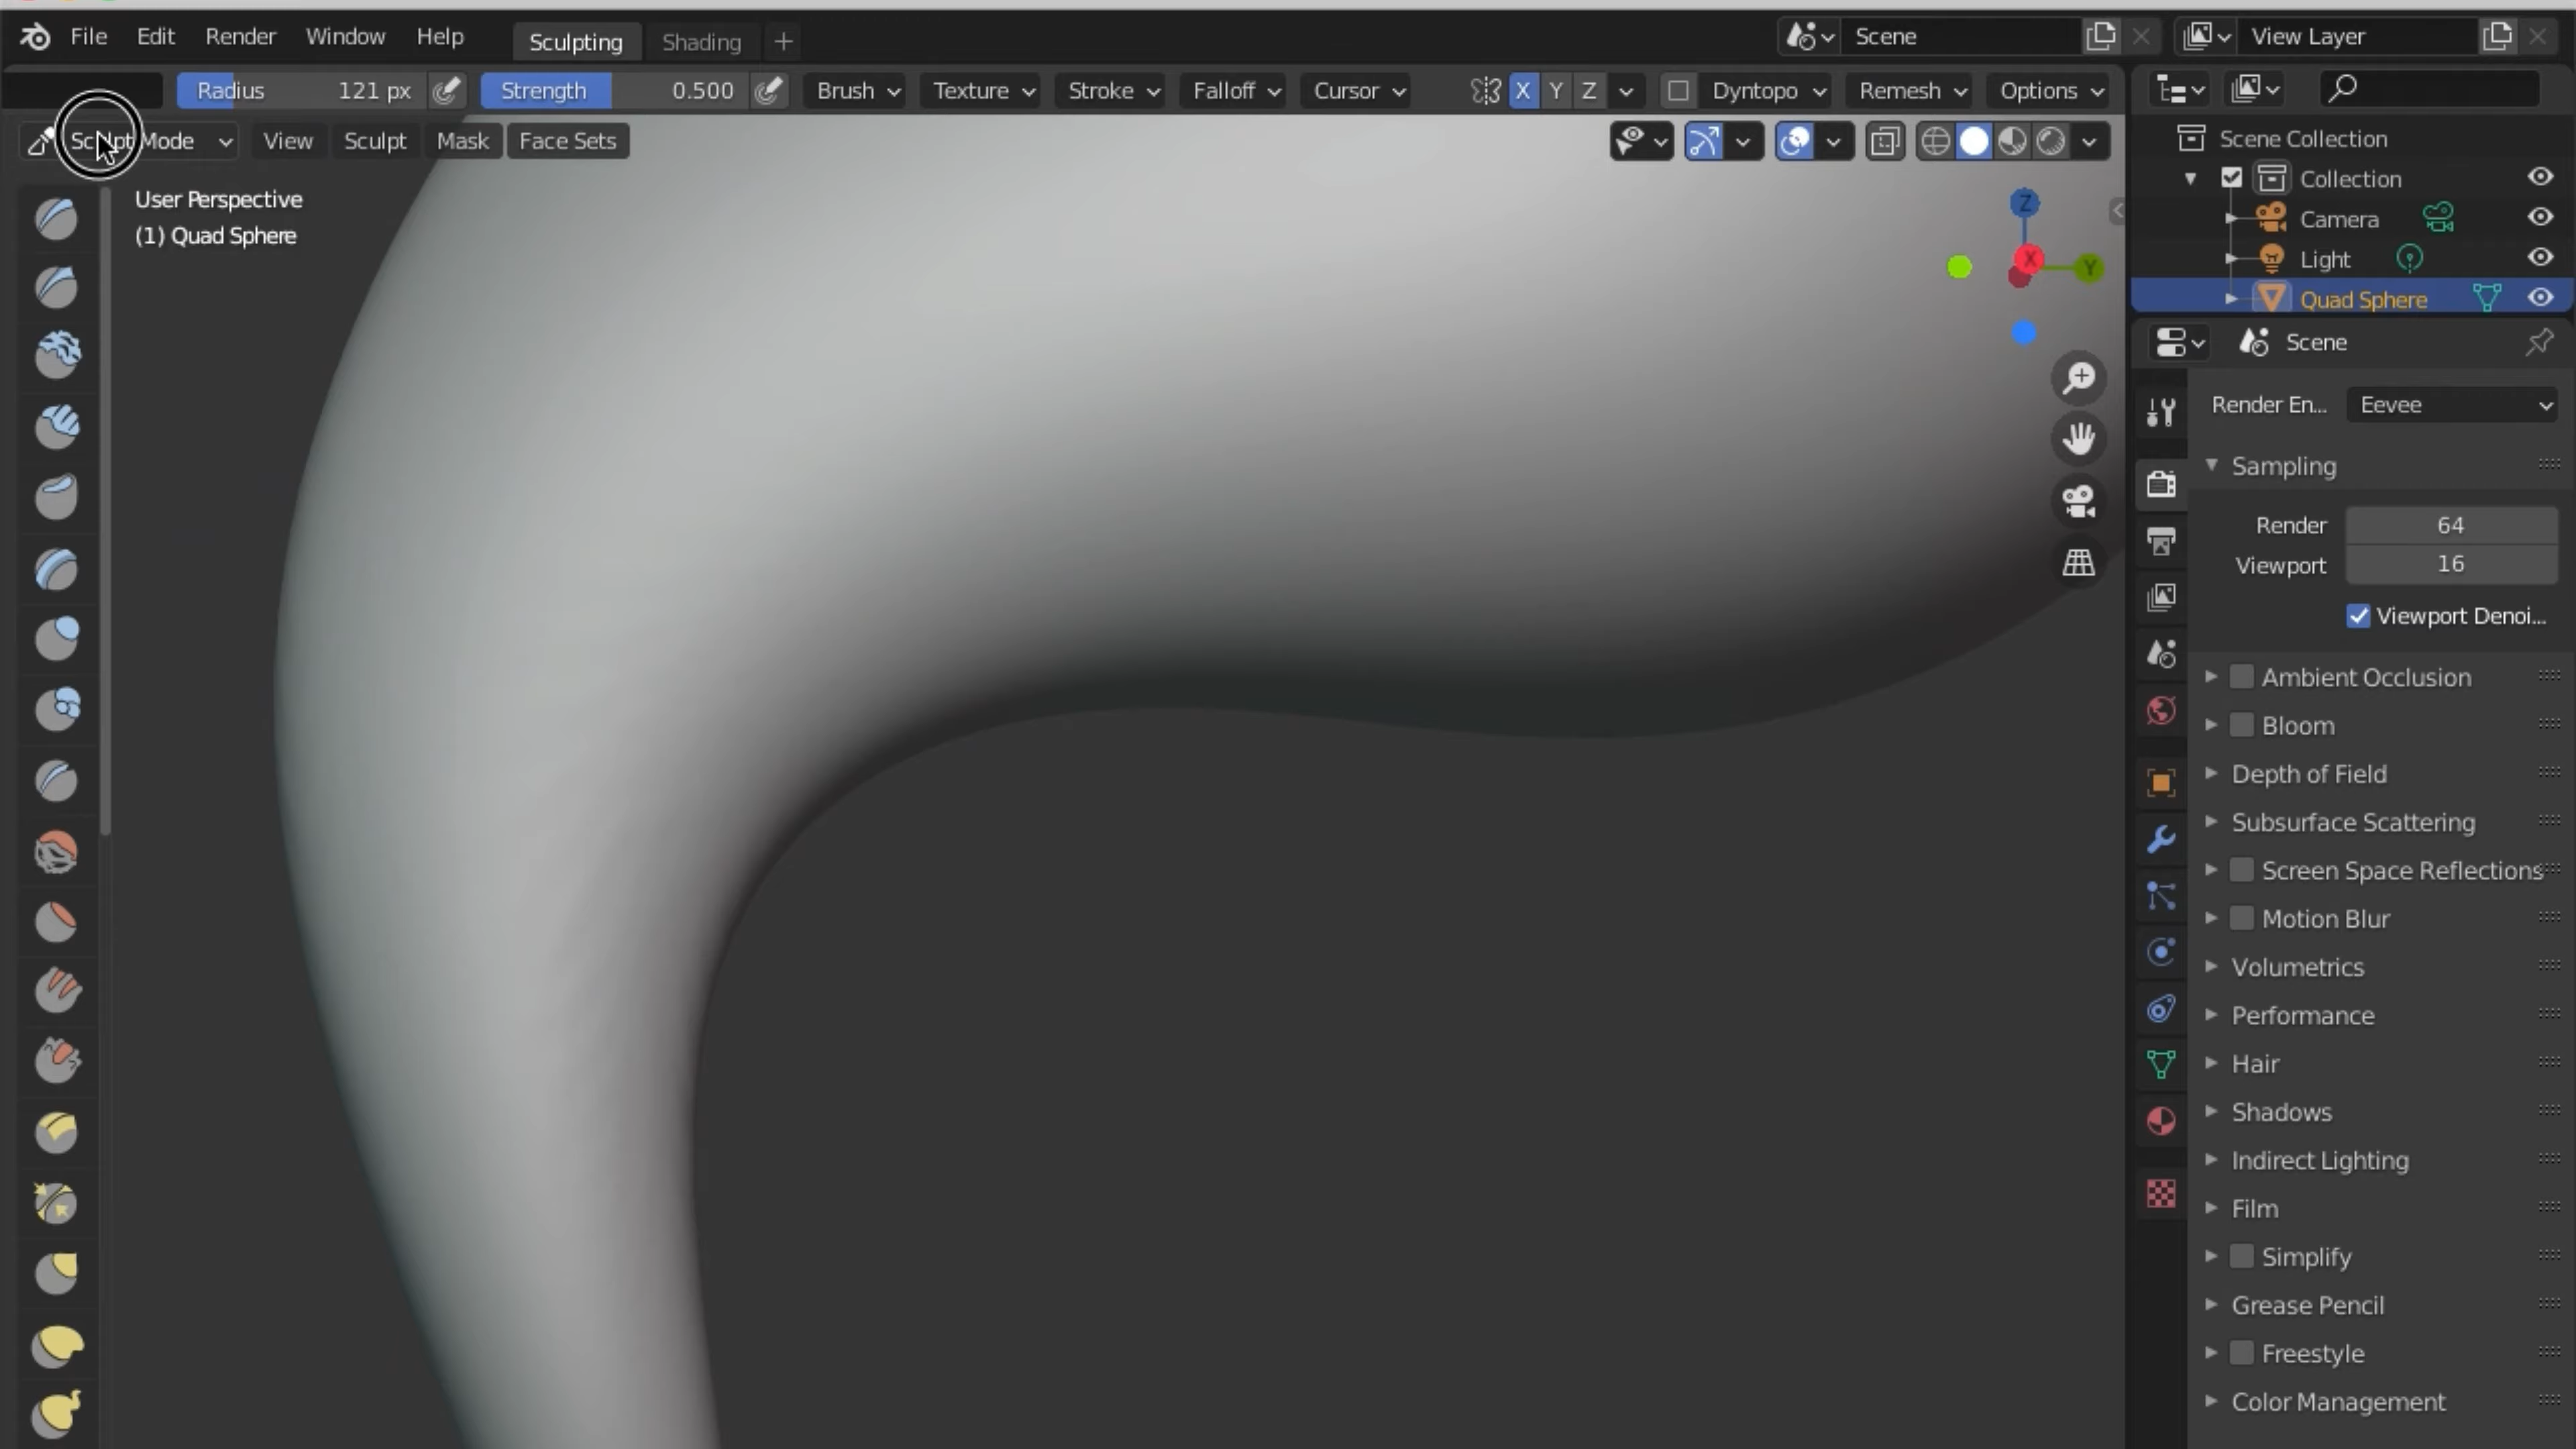 File Edit Render Window Help Sculpting Shading + Scene View Layer
Radius 121 px Strength 0.500 Brush Texture Stroke Falloff Cursor X Y Z Dyntopo Remesh Options
Sculpt Mode View Sculpt Mask Face Sets
User Perspective
(1) Quad Sphere
Z
X
Y
Scene Collection
Collection
Camera
Light
Quad Sphere
Scene
Render En... Eevee
Sampling
Render 64
Viewport 16
Viewport Denoi...
Ambient Occlusion
Bloom
Depth of Field
Subsurface Scattering
Screen Space Reflections
Motion Blur
Volumetrics
Performance
Hair
Shadows
Indirect Lighting
Film
Simplify
Grease Pencil
Freestyle
Color Management